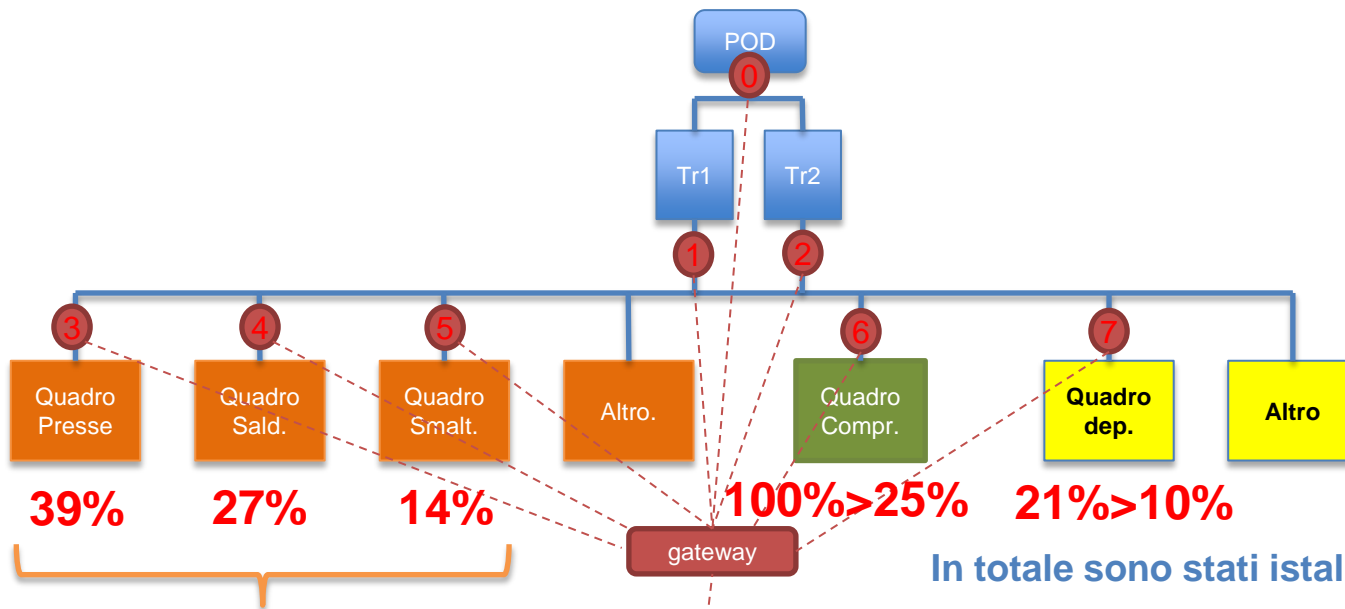 POD
0
Tr1
Tr2
1
2
3
4
5
6
7
Quadro
Presse
Quadro
Sald.
Quadro
Smalt.
Altro.
Quadro
Compr.
Quadro
dep.
Altro
39%
27%
14%
100%>25%
21%>10%
gateway
In totale sono stati istal